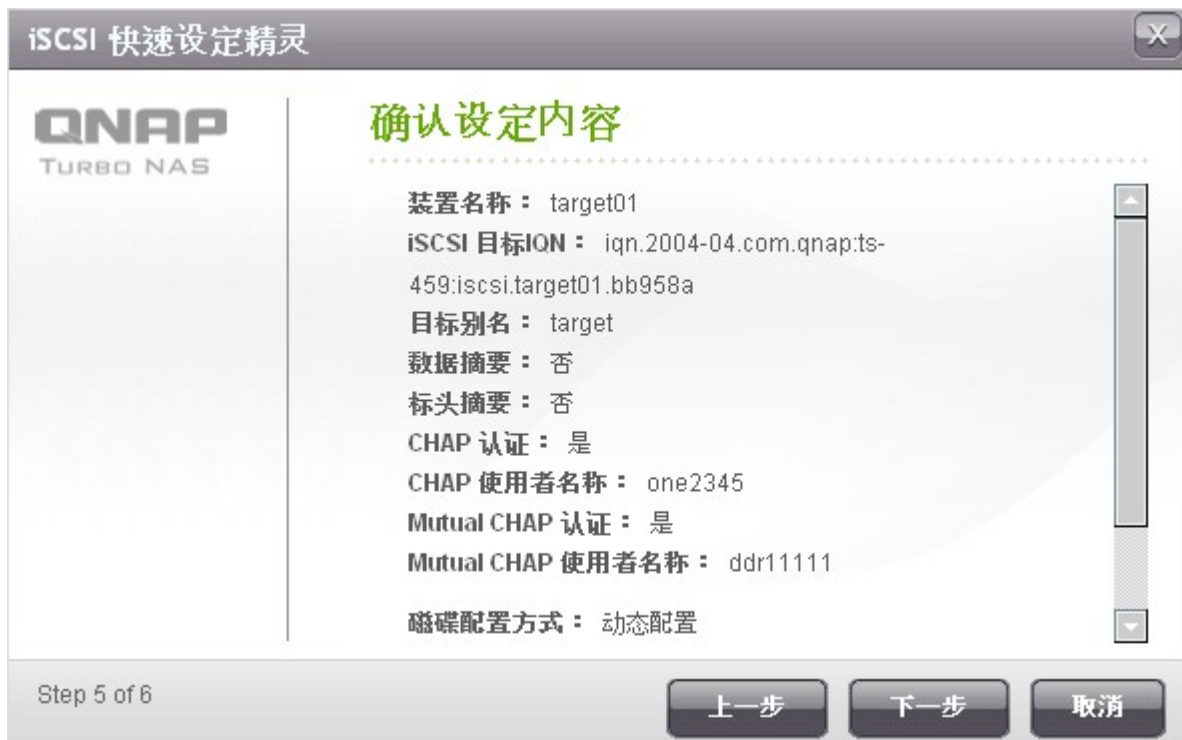 iSCSI 快速设定精灵
X
QNAP
TURBO NAS
确认设定内容
装置名称： target01
iSCSI 目标IQN： iqn.2004-04.com.qnap:ts-
459:iscsi.target01.bb958a
目标别名： target
数据摘要： 否
标头摘要： 否
CHAP 认证： 是
CHAP 使用者名称： one2345
Mutual CHAP 认证： 是
Mutual CHAP 使用者名称： ddr11111
磁碟配置方式： 动态配置
Step 5 of 6
上一步
下一步
取消